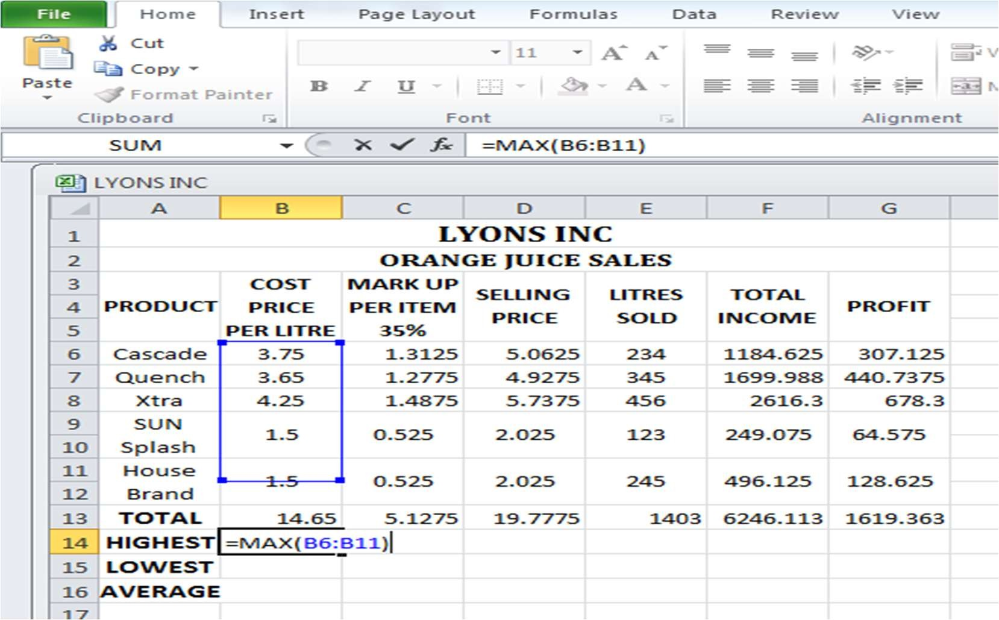 File Home Insert Page Layout Formulas Data Review View
Cut
Copy
Paste
Format Painter
11
A A
B I U A
Clipboard Font Alignment
SUM fx =MAX(B6:B11)
LYONS INC
A B C D E F G
1 LYONS INC
2 ORANGE JUICE SALES
3 COST MARK UP
4 PRODUCT PRICE PER ITEM SELLING PRICE LITRES SOLD TOTAL INCOME PROFIT
5 PER LITRE 35%
6 Cascade 3.75 1.3125 5.0625 234 1184.625 307.125
7 Quench 3.65 1.2775 4.9275 345 1699.988 440.7375
8 Xtra 4.25 1.4875 5.7375 456 2616.3 678.3
9 SUN
10 Splash 1.5 0.525 2.025 123 249.075 64.575
11 House
12 Brand 1.5 0.525 2.025 245 496.125 128.625
13 TOTAL 14.65 5.1275 19.7775 1403 6246.113 1619.363
14 HIGHEST =MAX(B6:B11)
15 LOWEST
16 AVERAGE
17